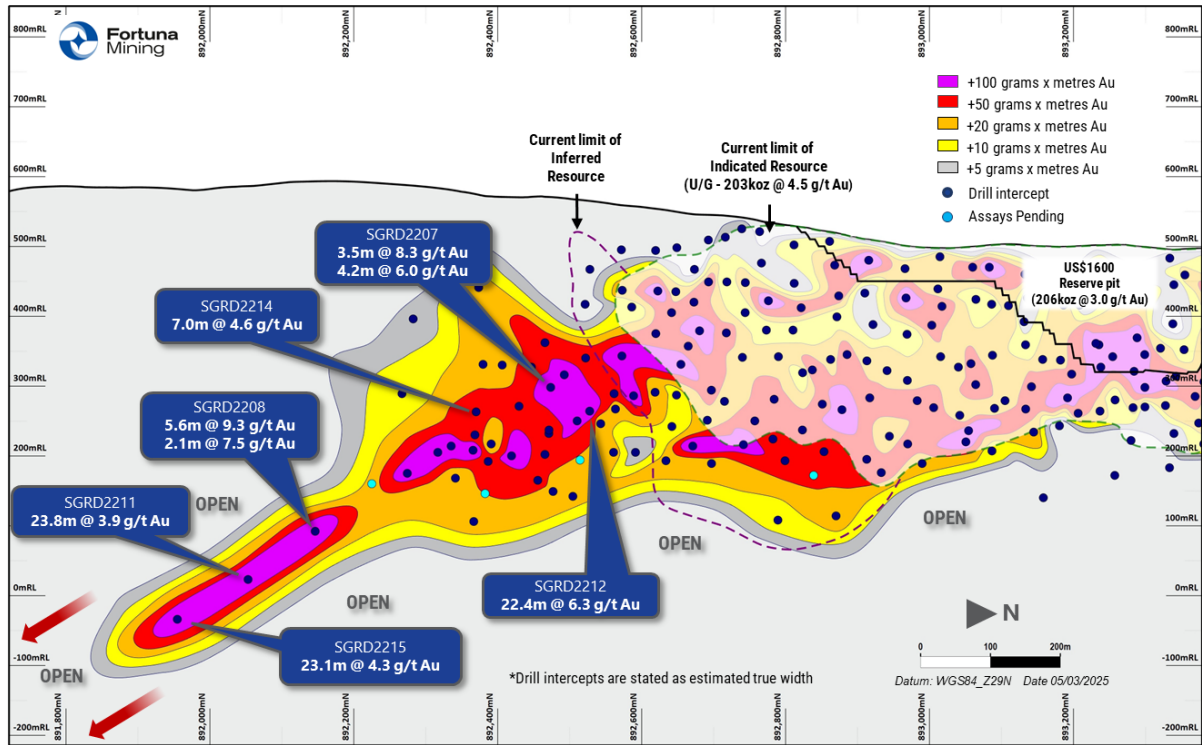 N
892,000mN
892,200mN
892,400mN
892,600mN
892,800mN
893,000mN
893,200mN
Fortuna
Mining
800mRL
700mRL
600mRL
500mRL
400mRL
300mRL
200mRL
100mRL
0mRL
-100mRL
-200mRL
+100 grams x metres Au
+50 grams x metres Au
+20 grams x metres Au
+10 grams x metres Au
+5 grams x metres Au
Drill intercept
Assays Pending
Current limit of
Inferred
Resource
Current limit of
Indicated Resource
(U/G - 203koz @ 4.5 g/t Au)
US$1600
Reserve pit
(206koz @3.0 g/t Au)
SGRD2207
3.5m @ 8.3 g/t Au
4.2m @ 6.0 g/t Au
SGRD2214
7.0m @ 4.6 g/t Au
SGRD2208
5.6m @ 9.3 g/t Au
2.1m @ 7.5 g/t Au
SGRD2211
23.8m @ 3.9 g/t Au
SGRD2212
22.4m @ 6.3 g/t Au
SGRD2215
23.1m @ 4.3 g/t Au
OPEN
OPEN
OPEN
OPEN
OPEN
800mRL
700mRL
600mRL
500mRL
400mRL
300mRL
200mRL
100mRL
0mRL
-100mRL
-200mRL
N
0 100 200m
Datum: WGS84_Z29N Date 05/03/2025
*Drill intercepts are stated as estimated true width
891,800mN
892,000mN
892,200mN
892,400mN
892,600mN
892,800mN
893,000mN
893,200mN